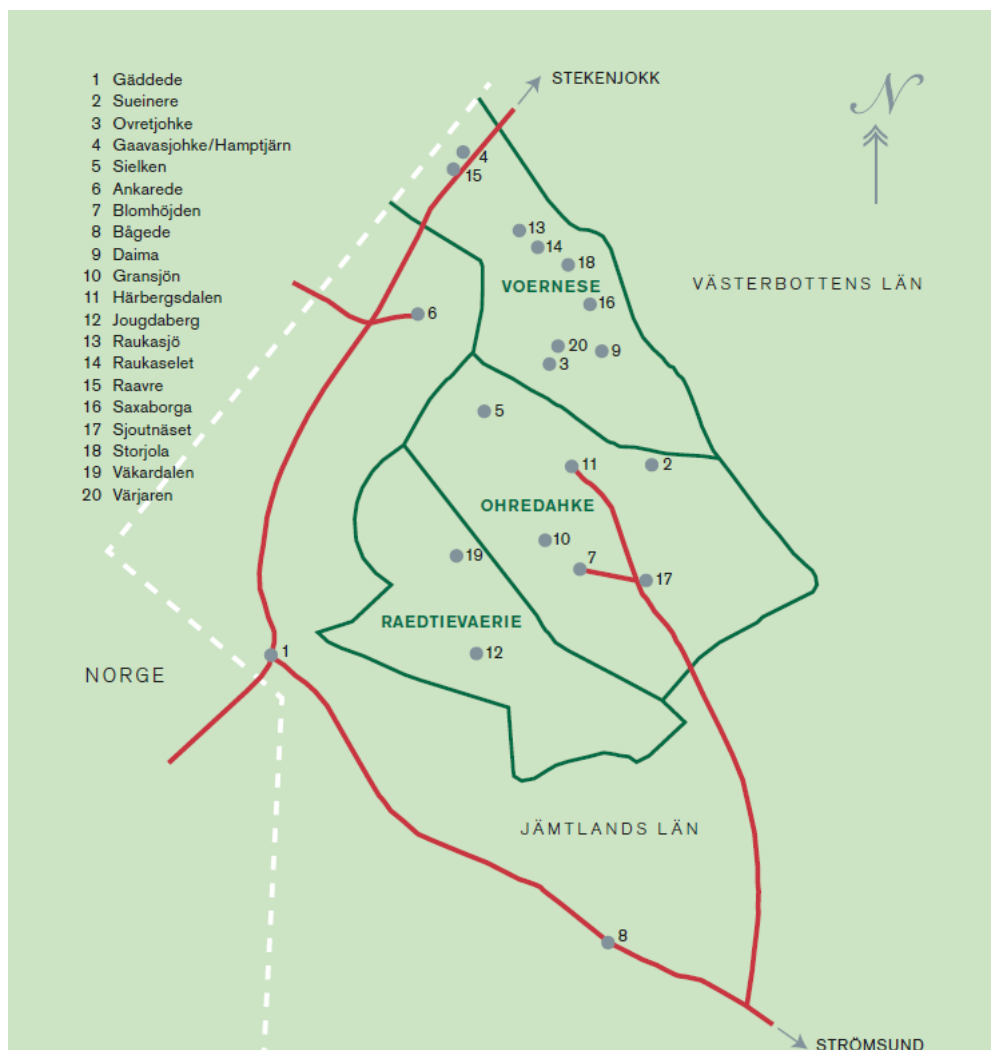 1 Gäddede
2 Sueinere
3 Ovretjohke
4 Gaavasjohke/Hamptjärn
5 Sielken
6 Ankarede
7 Blomhöjden
8 Bågede
9 Daima
10 Gransjön
11 Härbergsdalen
12 Jougdaberg
13 Raukasjö
14 Raukaselet
15 Raavre
16 Saxaborga
17 Sjoutnäset
18 Storjola
19 Väkardalen
20 Värjaren
STEKENJOKK
N
4
15
13
14
18
VOERNESE
VÄSTERBOTTENS LÄN
16
6
20
9
3
5
11
2
OHREDAHKE
10
19
7
17
RAEDTIEVAERIE
1
12
NORGE
JÄMTLANDS LÄN
8
STRÖMSUND